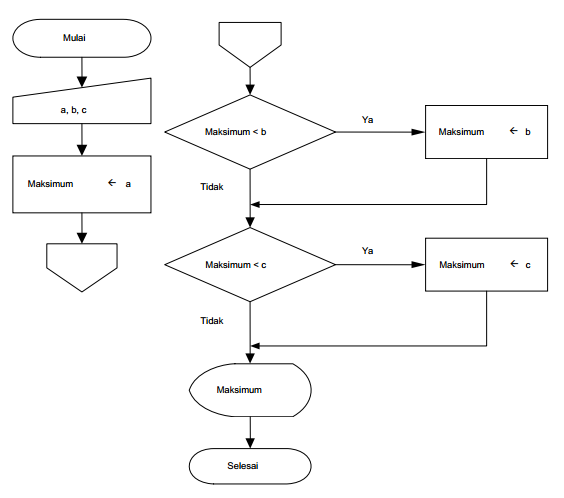 Mulai
a, b, c
Maksimum ← a
Maksimum < b
Ya
Maksimum ← b
Tidak
Maksimum < c
Ya
Maksimum ← c
Tidak
Maksimum
Selesai